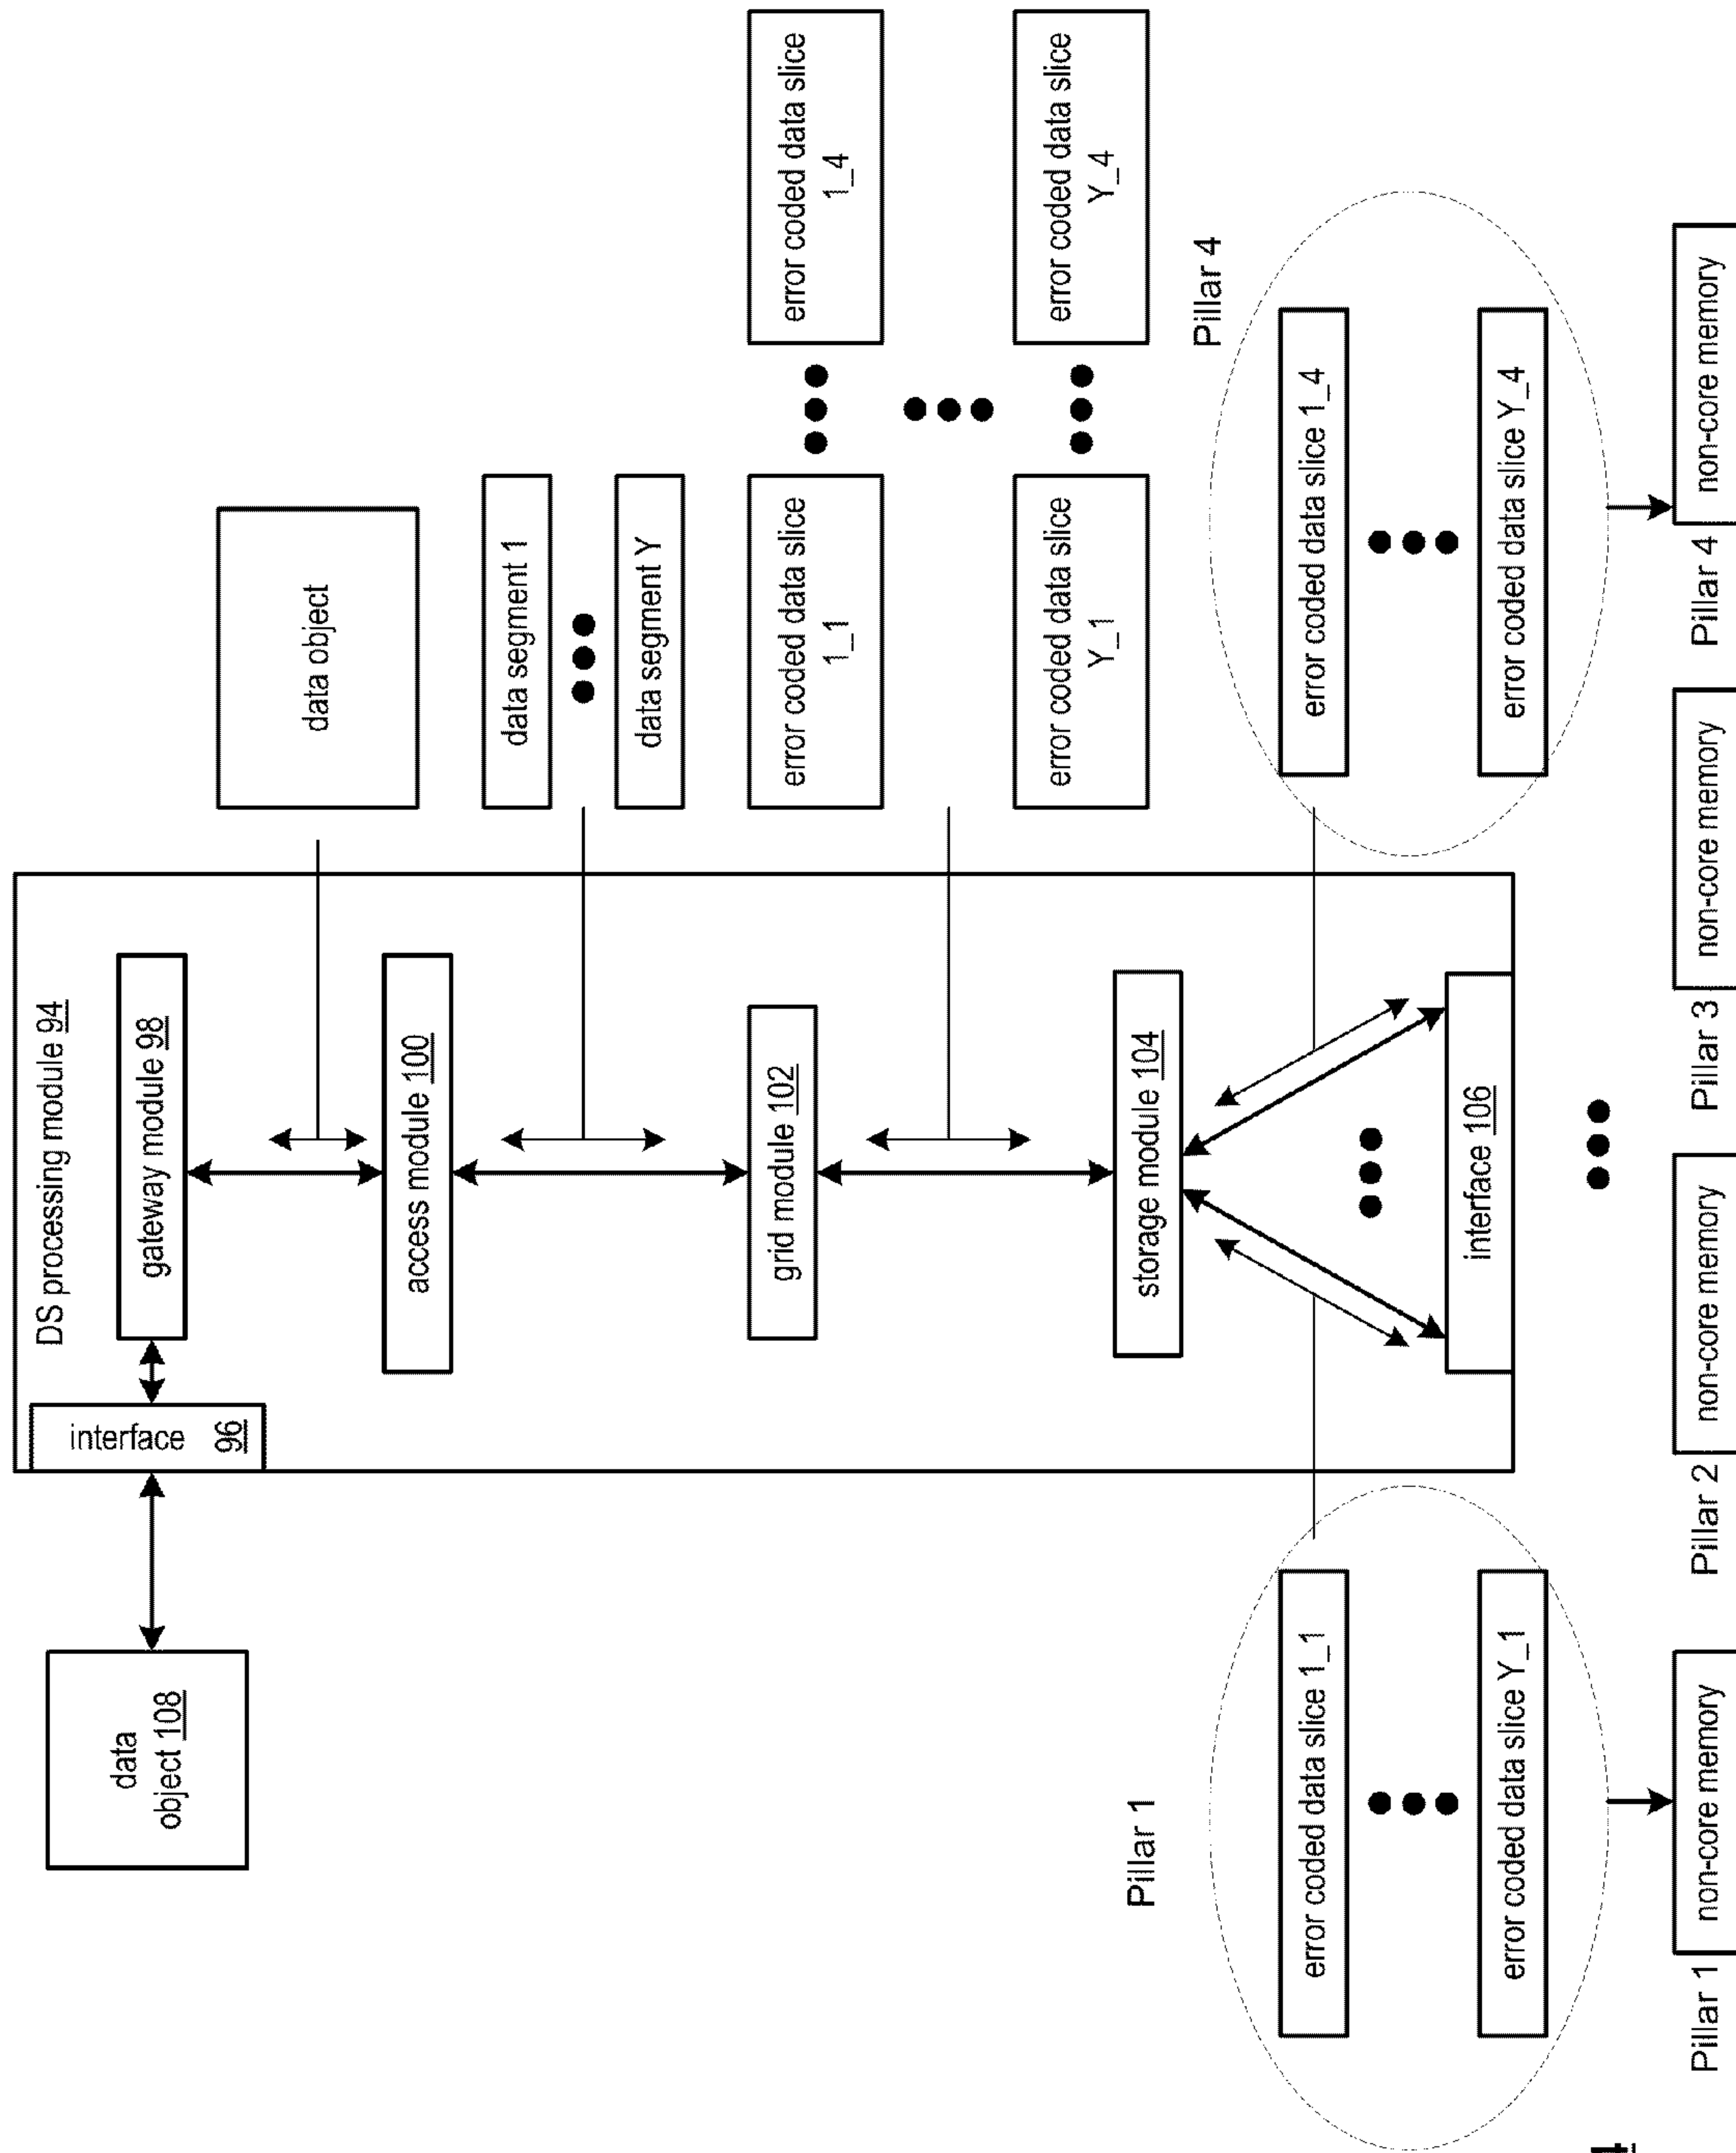 data
object 108
interface 96
DS processing module 94
gateway module 98
access module 100
grid module 102
storage module 104
interface 106
data object
data segment 1
data segment Y
error coded data slice
1_1
error coded data slice
1_4
error coded data slice
Y_1
error coded data slice
Y_4
Pillar 1
error coded data slice 1_1
error coded data slice Y_1
Pillar 4
error coded data slice 1_4
error coded data slice Y_4
Pillar 1
non-core memory
Pillar 2
non-core memory
Pillar 3
non-core memory
Pillar 4
non-core memory